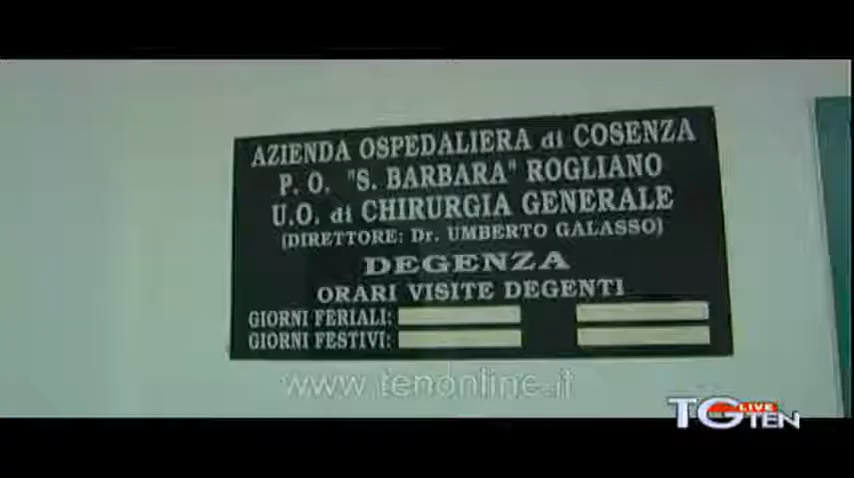 AZIENDA OSPEDALIERA di COSENZA
P. O. "S. BARBARA" ROGLIANO
U.O. di CHIRURGIA GENERALE
(DIRETTORE: Dr. UMBERTO GALASSO)
DEGENZA
ORARI VISITE DEGENTI
GIORNI FERIALI:
GIORNI FESTIVI:
www.tenonline.it
TG LIVE TEN